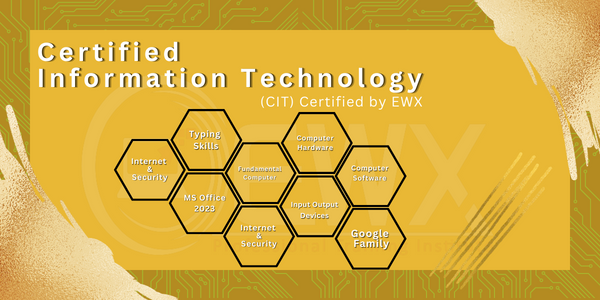 Certified
Information Technology
(CIT) Certified by EWX
Typing
Skills
Computer
Hardware
Internet
&
Security
Fundamental
Computer
Computer
Software
MS Office
2023
Input Output
Devices
Internet
&
Security
Google
Family
EWX